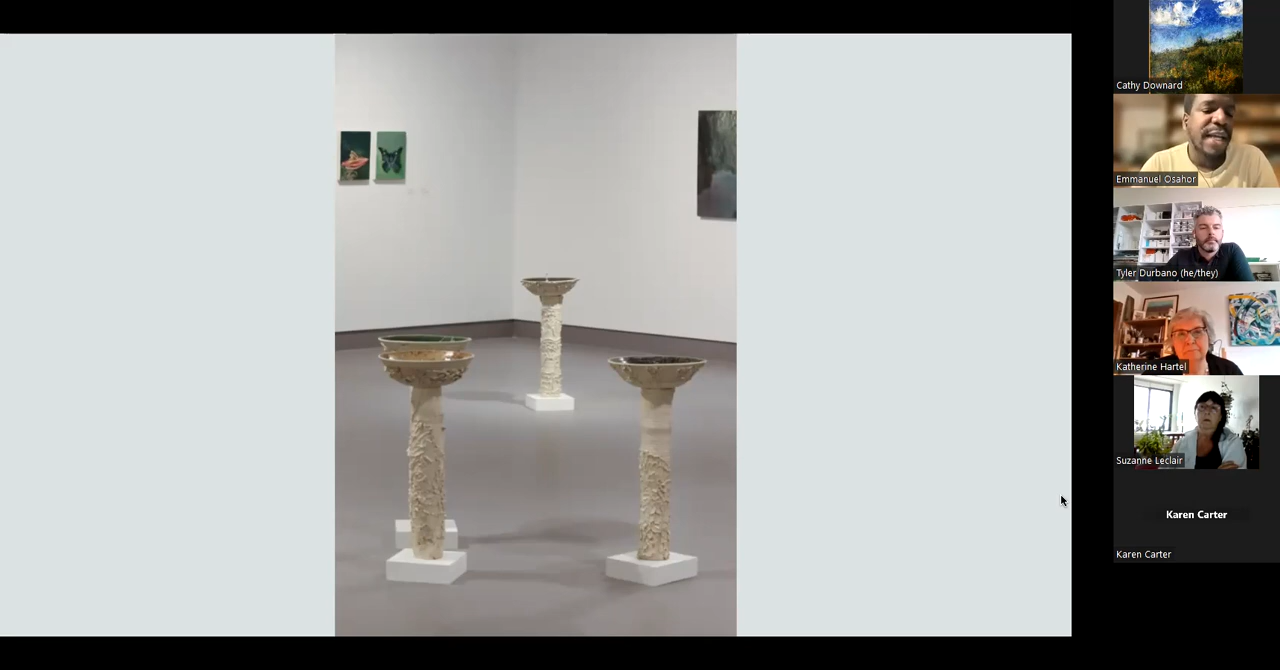 Cathy Downard
Emmanuel Osahor
Tyler Durbano (he/they)
Katherine Hartel
Suzanne Leclair
Karen Carter
Karen Carter